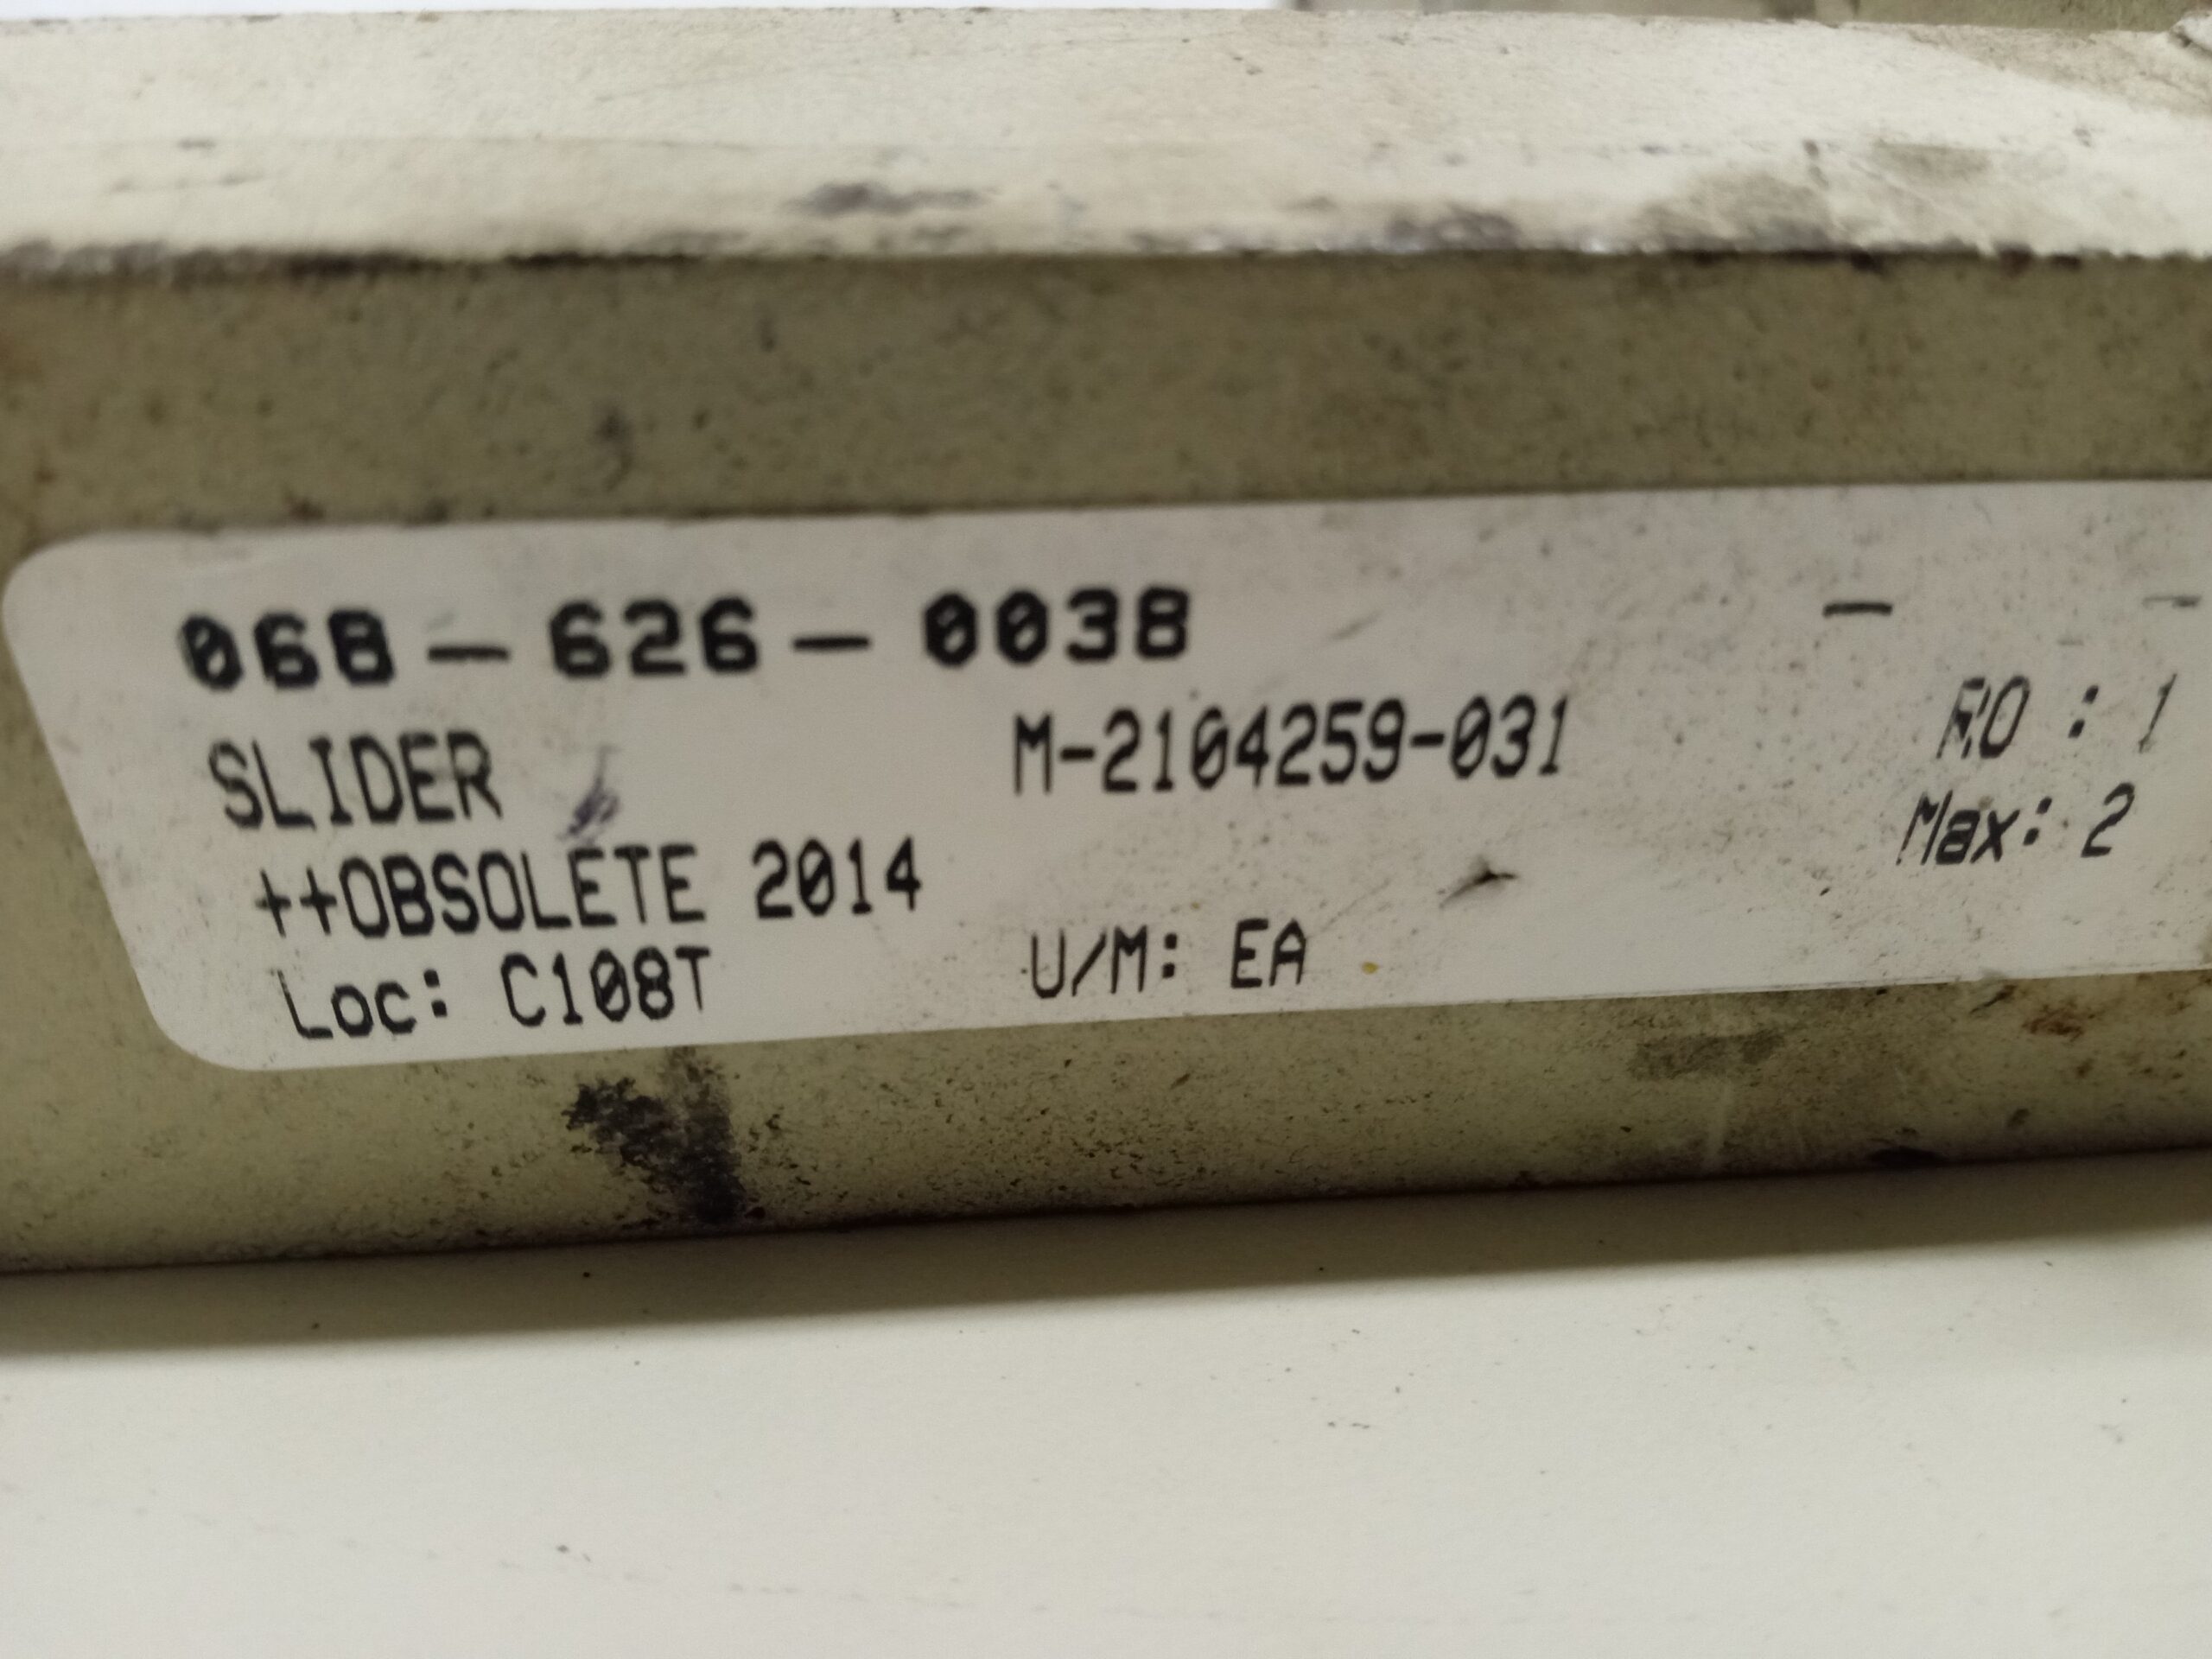 068-626-0038 - -
SLIDER M-2104259-031 RO : 1
++OBSOLETE 2014 Max: 2
Loc: C108T U/M: EA